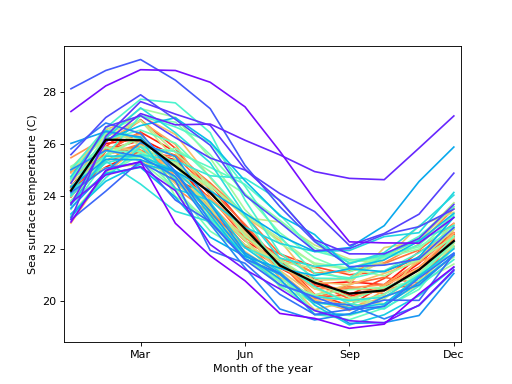 28
26
24
22
20
Sea surface temperature (C)
Mar
Jun
Sep
Dec
Month of the year